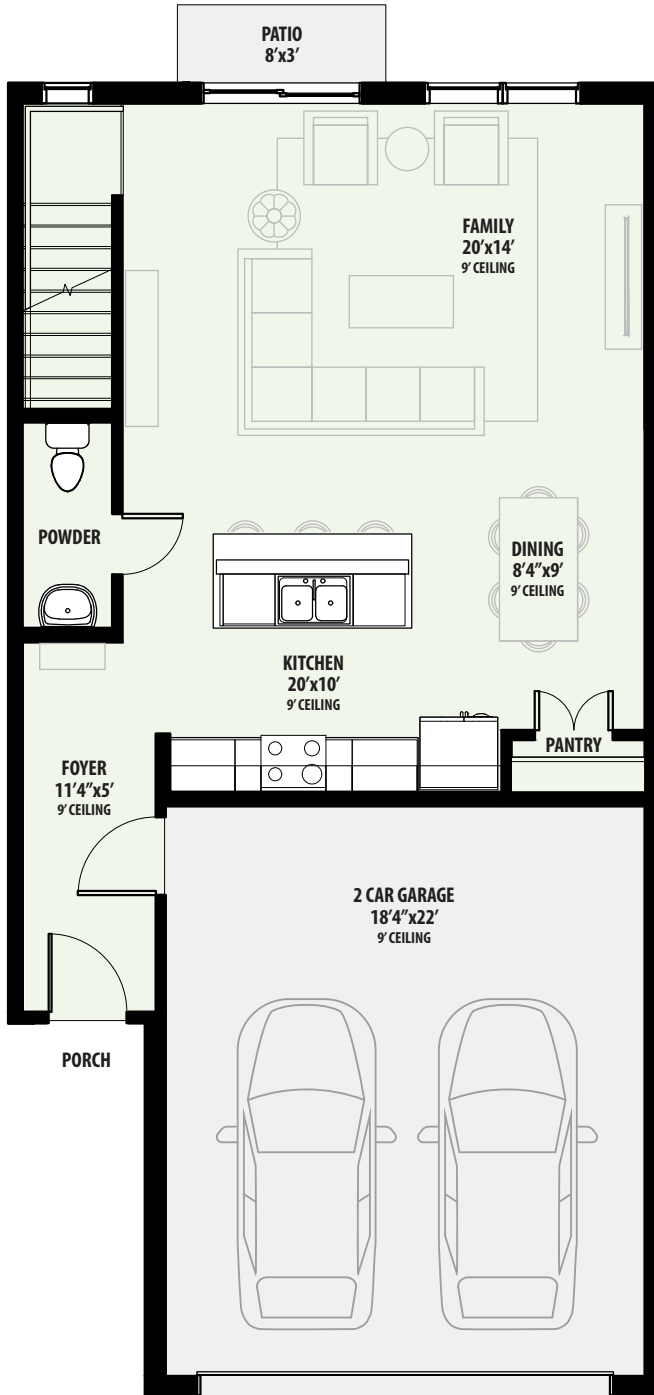 PATIO
8'x3'
FAMILY
20'x14'
9' CEILING
POWDER
DINING
8'4"x9'
9' CEILING
KITCHEN
20'x10'
9' CEILING
PANTRY
FOYER
11'4"x5'
9' CEILING
2 CAR GARAGE
18'4"x22'
9' CEILING
PORCH